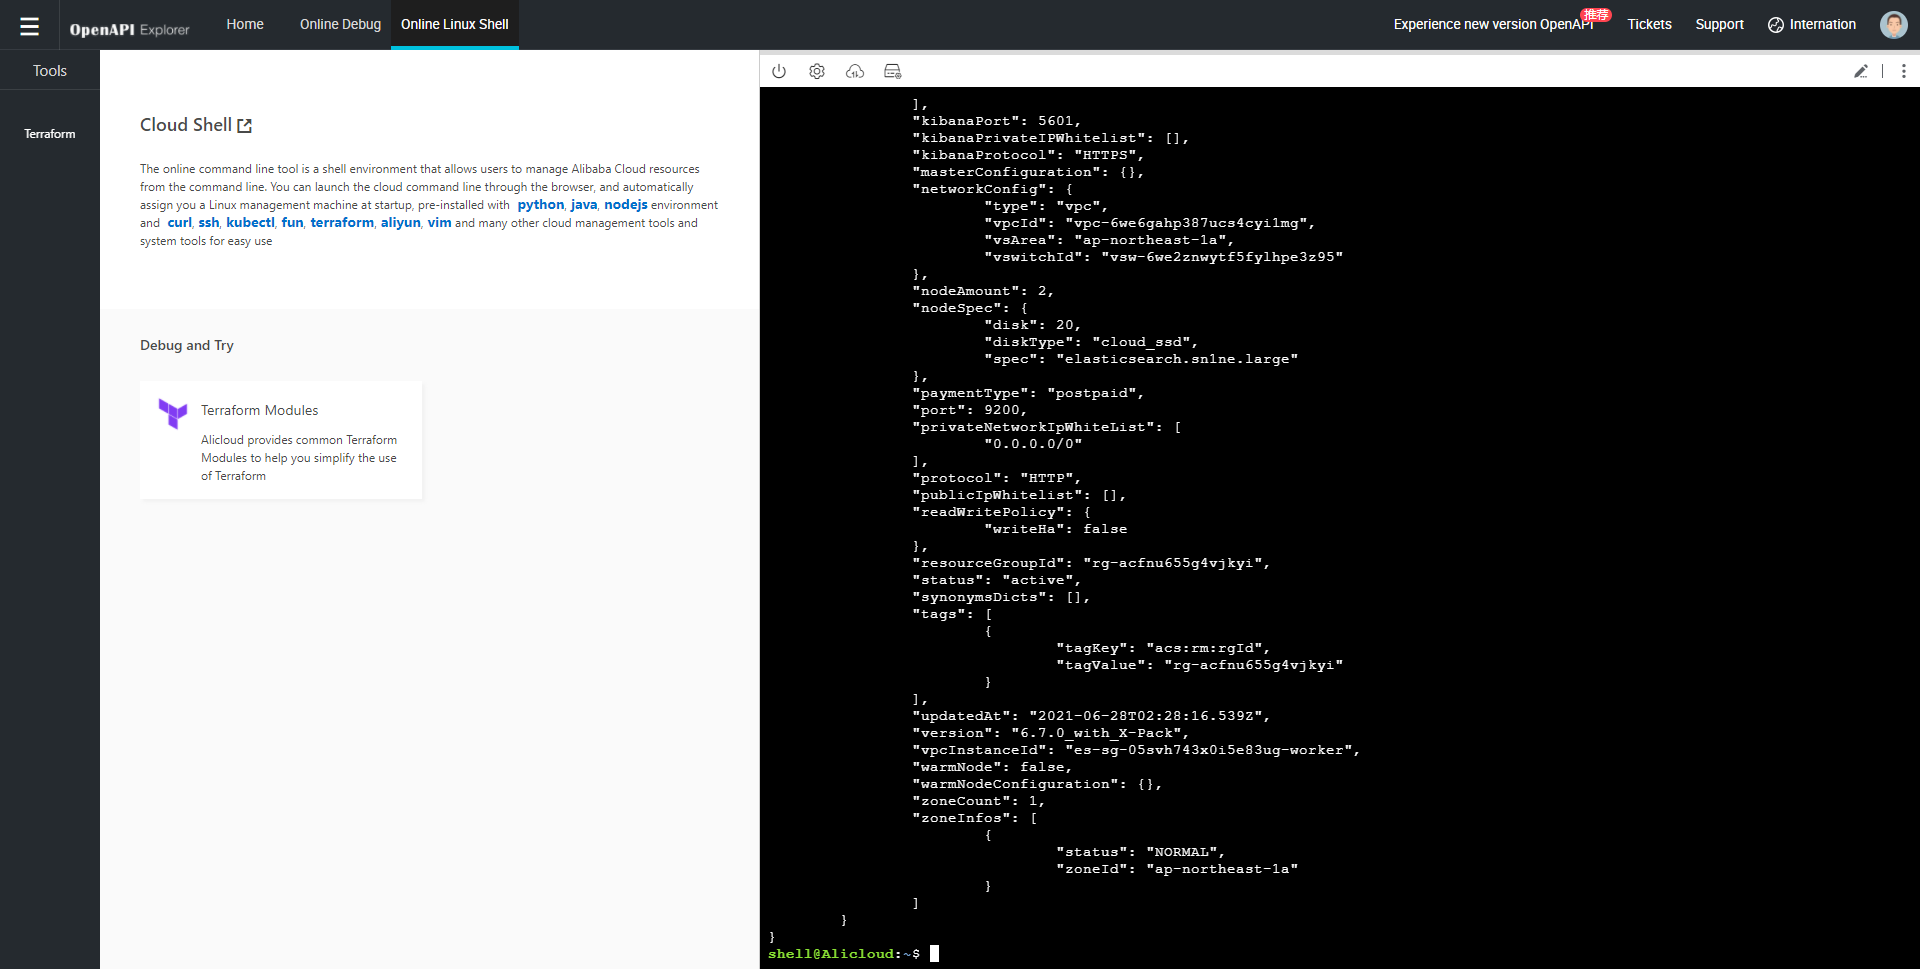 OpenAPI Explorer
Home
Online Debug
Online Linux Shell
Experience new version OpenAPI
推荐
Tickets
Support
Internation
Tools
Terraform
Cloud Shell
The online command line tool is a shell environment that allows users to manage Alibaba Cloud resources
from the command line. You can launch the cloud command line through the browser, and automatically
assign you a Linux management machine at startup, pre-installed with python, java, nodejs environment
and curl, ssh, kubectl, fun, terraform, aliyun, vim and many other cloud management tools and
system tools for easy use
Debug and Try
Terraform Modules
Alicloud provides common Terraform
Modules to help you simplify the use
of Terraform
],
"kibanaPort": 5601,
"kibanaPrivateIPWhitelist": [],
"kibanaProtocol": "HTTPS",
"masterConfiguration": {},
"networkConfig": {
"type": "vpc",
"vpcId": "vpc-6we6gahp387ucs4cyi1mg",
"vsArea": "ap-northeast-1a",
"vswitchId": "vsw-6we2znwytf5fylhpe3z95"
},
"nodeAmount": 2,
"nodeSpec": {
"disk": 20,
"diskType": "cloud_ssd",
"spec": "elasticsearch.sn1ne.large"
},
"paymentType": "postpaid",
"port": 9200,
"privateNetworkIpWhiteList": [
"0.0.0.0/0"
],
"protocol": "HTTP",
"publicIpWhitelist": [],
"readWritePolicy": {
"writeHa": false
},
"resourceGroupId": "rg-acfnu655g4vjkyi",
"status": "active",
"synonymsDicts": [],
"tags": [
{
"tagKey": "acs:rm:rgId",
"tagValue": "rg-acfnu655g4vjkyi"
}
],
"updatedAt": "2021-06-28T02:28:16.539Z",
"version": "6.7.0_with_X-Pack",
"vpcInstanceId": "es-sg-05svh743x0i5e83ug-worker",
"warmNode": false,
"warmNodeConfiguration": {},
"zoneCount": 1,
"zoneInfos": [
{
"status": "NORMAL",
"zoneId": "ap-northeast-1a"
}
]
}
}
shell@Alicloud:~$